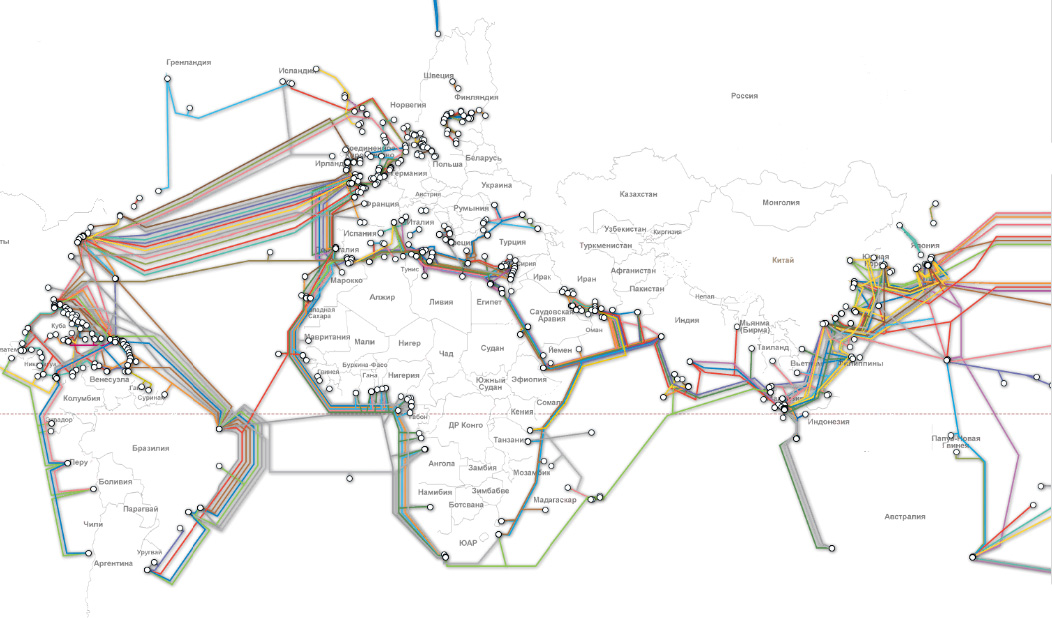 Гренландия
Исландия
Швеция
Финляндия
Норвегия
Россия
Польша
Беларусь
Украина
Казахстан
Монголия
Франция
Австрия
Румыния
Италия
Испания
Турция
Узбекистан
Киргизия
Туркменистан
Китай
Япония
Тунис
Марокко
Ирак
Иран
Афганистан
Пакистан
Непал
Алжир
Ливия
Египет
Саудовская
Аравия
Оман
Индия
Мьянма
(Бирма)
Западная
Сахара
Куба
Мавритания
Мали
Нигер
Чад
Судан
Йемен
Таиланд
Филиппины
Венесуэла
Буркина-Фасо
Гана
Нигерия
Южный
Судан
Эфиопия
Колумбия
Суринам
Габон
Кения
Сомали
Индонезия
ДР Конго
Танзания
Бразилия
Перу
Ангола
Замбия
Мозамбик
Папуа-Новая
Гвинея
Боливия
Намибия
Зимбабве
Мадагаскар
Ботсвана
Парагвай
Чили
Австралия
ЮАР
Уругвай
Аргентина